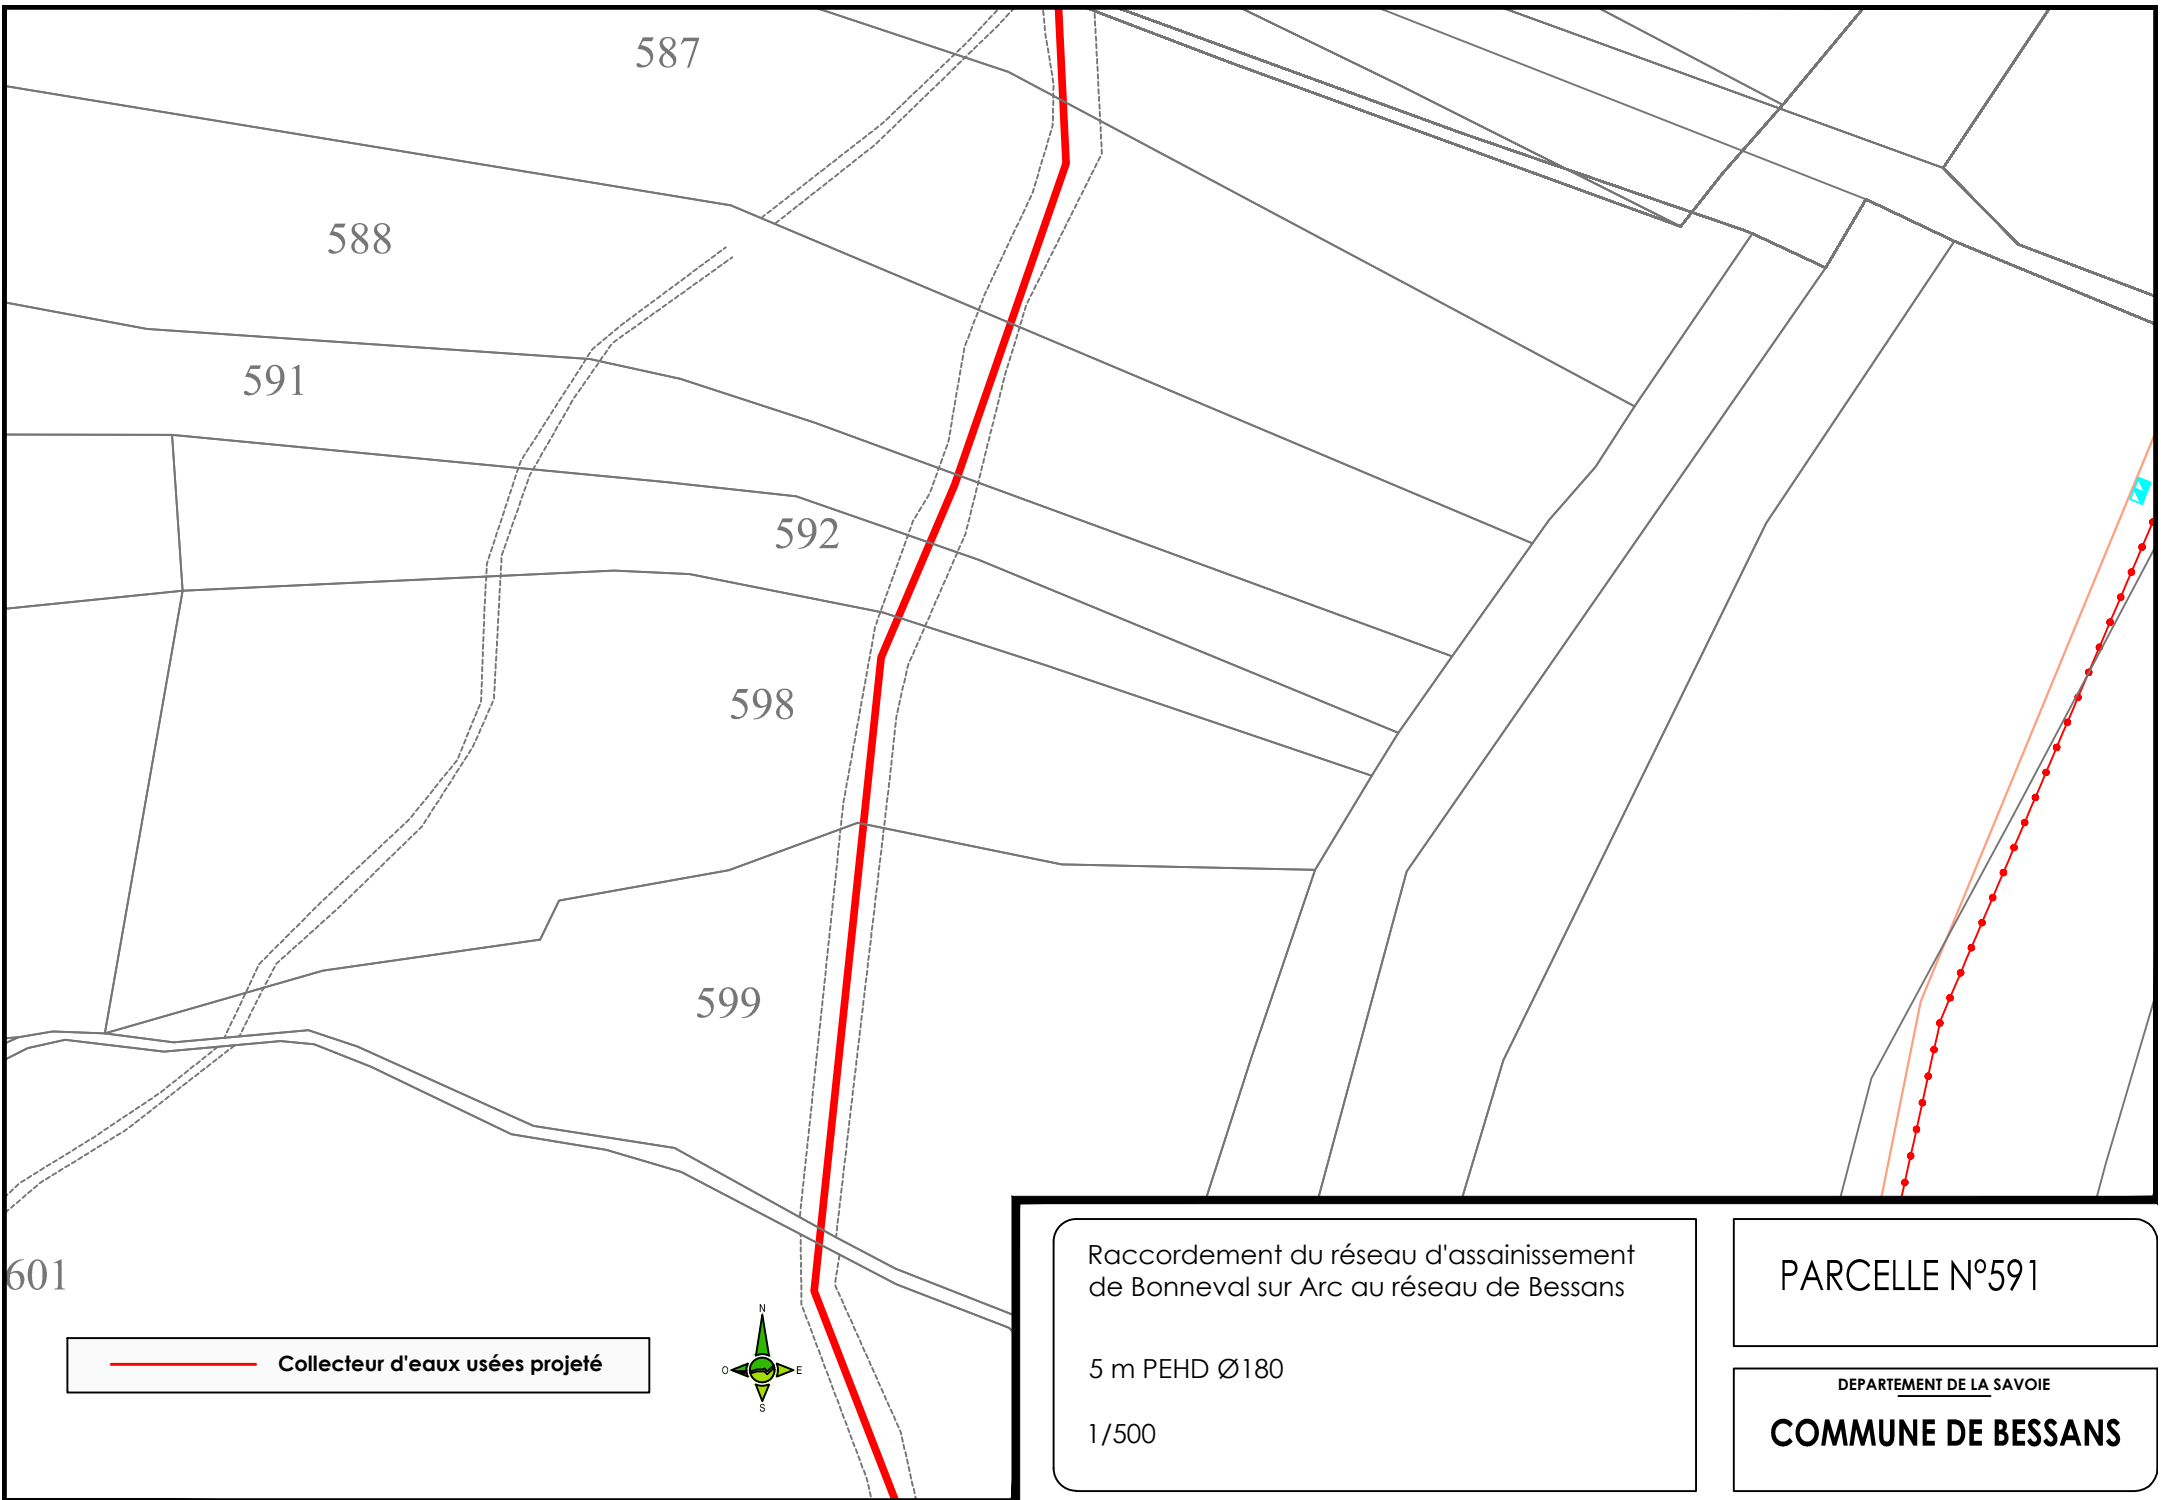 587
588
591
592
598
599
601
Collecteur d'eaux usées projeté
N
O E
S
Raccordement du réseau d'assainissement
de Bonneval sur Arc au réseau de Bessans
5 m PEHD Ø180
1/500
PARCELLE N°591
DEPARTEMENT DE LA SAVOIE
COMMUNE DE BESSANS